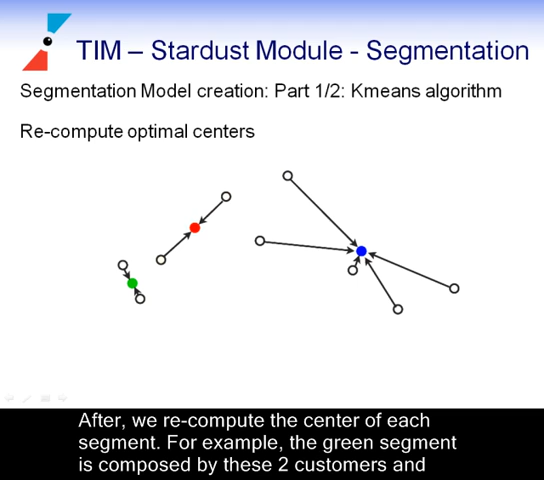 TIM – Stardust Module - Segmentation
Segmentation Model creation: Part 1/2: Kmeans algorithm
Re-compute optimal centers
After, we re-compute the center of each
segment. For example, the green segment
is composed by these 2 customers and